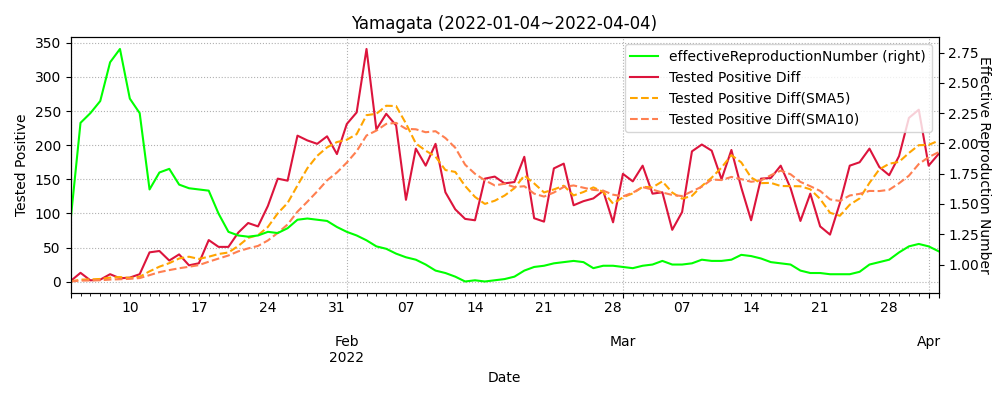 Yamagata (2022-01-04~2022-04-04)
350
300
250
200
150
100
50
0
Tested Positive
effectiveReproductionNumber (right)
Tested Positive Diff
Tested Positive Diff(SMA5)
Tested Positive Diff(SMA10)
2.75
2.50
2.25
2.00
1.75
1.50
1.25
1.00
Effective Reproduction Number
10 17 24 31 07 14 21 28 07 14 21 28
Feb Mar Apr
2022
Date